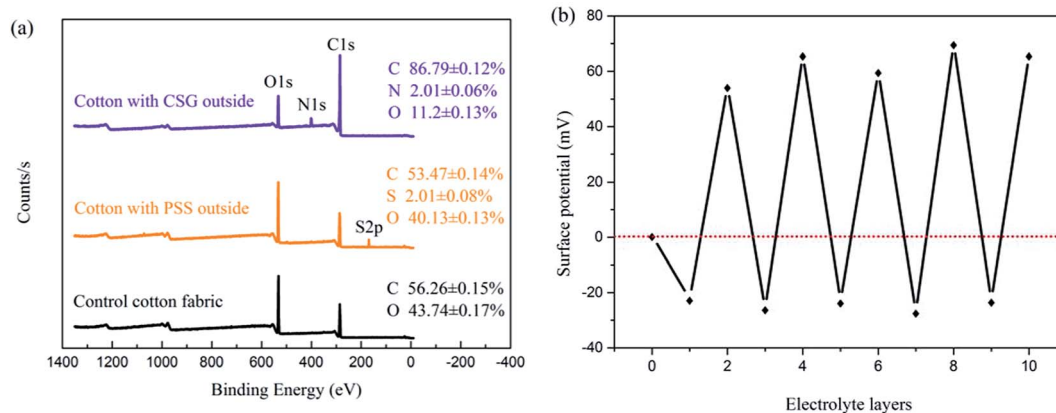 (a)
C1s
O1s
N1s
Cotton with CSG outside
C 86.79±0.12%
N 2.01±0.06%
O 11.2±0.13%
Cotton with PSS outside
C 53.47±0.14%
S 2.01±0.08%
O 40.13±0.13%
S2p
Control cotton fabric
C 56.26±0.15%
O 43.74±0.17%
Counts/s
1400 1200 1000 800 600 400 200 0 -200 -400
Binding Energy (eV)
(b)
80
60
40
20
0
-20
-40
Surface potential (mV)
0 2 4 6 8 10
Electrolyte layers